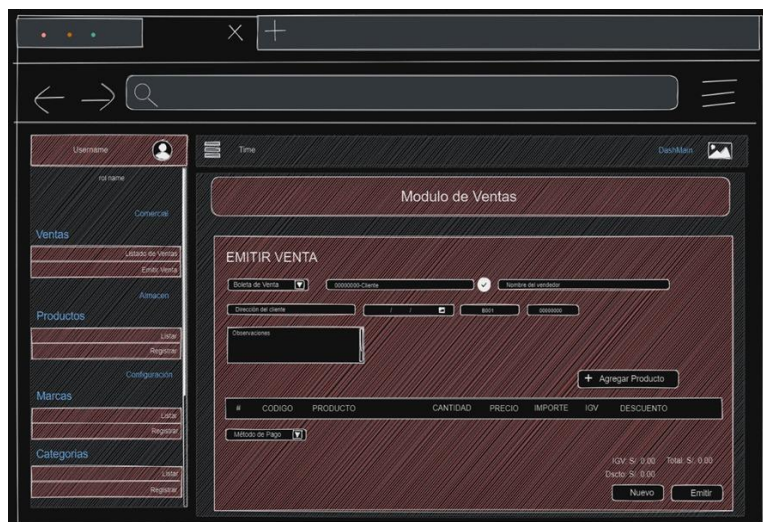 Username
Time
DashMain
rol name
Comercial
Ventas
Listado de Ventas
Emitir Venta
Almacen
Productos
Listar
Registrar
Configuración
Marcas
Listar
Registrar
Categorias
Listar
Registrar
Modulo de Ventas
EMITIR VENTA
Boleta de Venta 00000000-Cliente Nombre del vendedor
Dirección del cliente / / B001 00000000
Observaciones
+ Agregar Producto
# CODIGO PRODUCTO CANTIDAD PRECIO IMPORTE IGV DESCUENTO
Método de Pago
IGV: S/. 0.00 Total: S/. 0.00
Dscto: S/. 0.00
Nuevo Emitir